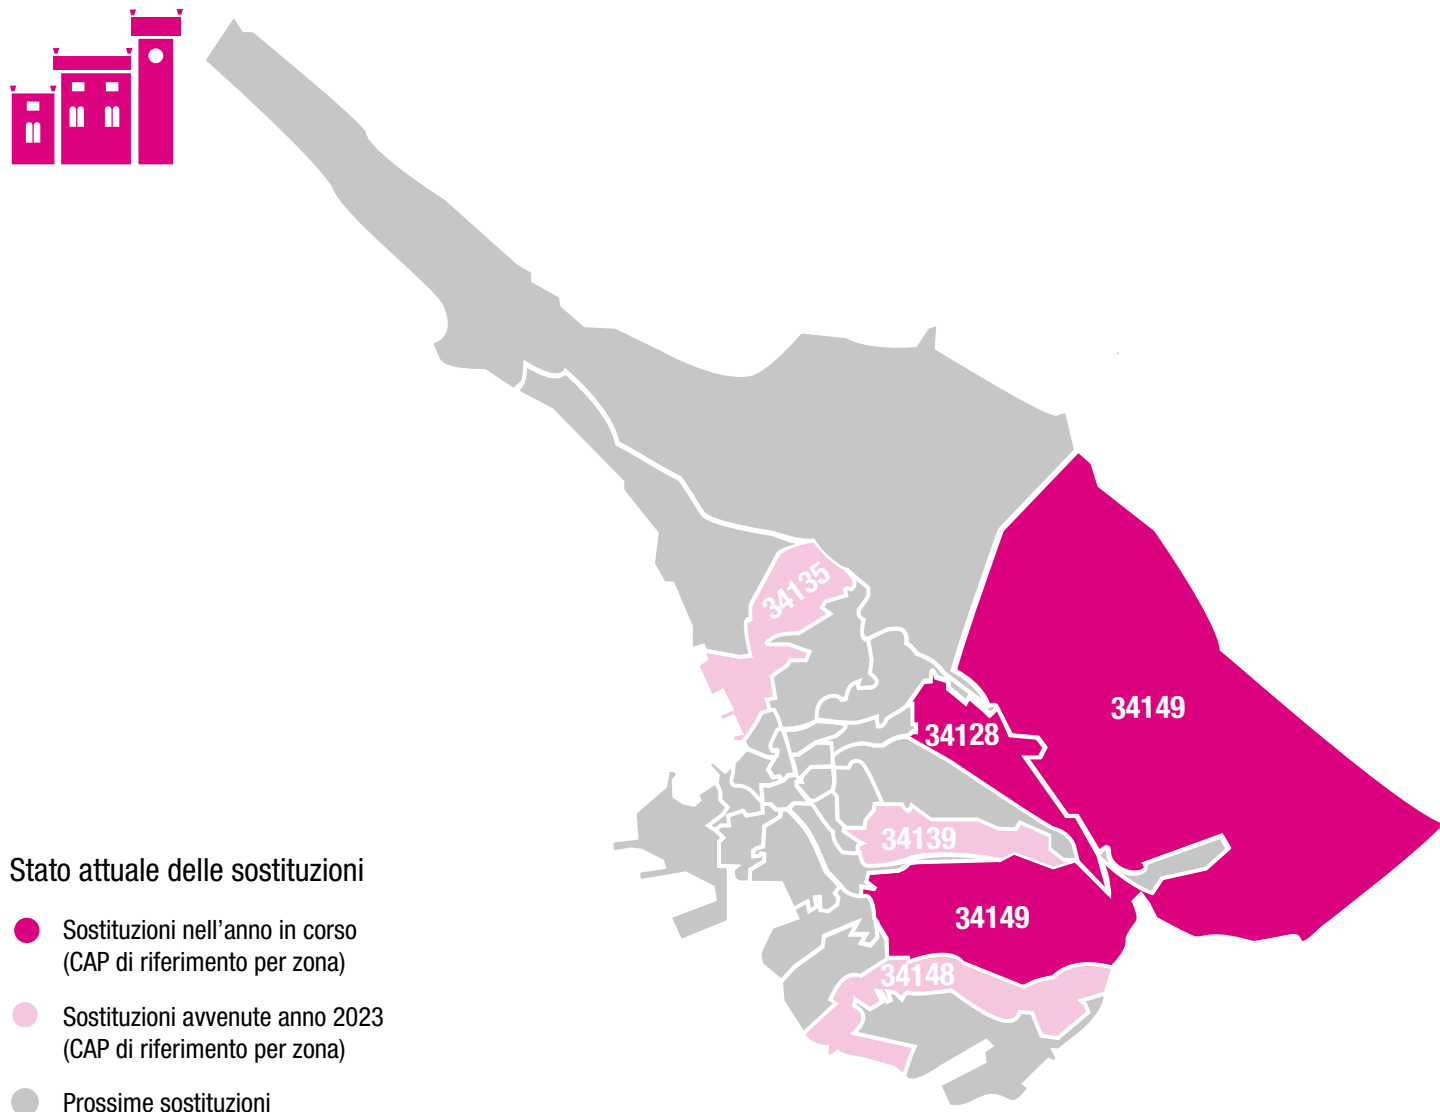 34135
34149
34128
34139
34149
34148
Stato attuale delle sostituzioni
Sostituzioni nell'anno in corso
(CAP di riferimento per zona)
Sostituzioni avvenute anno 2023
(CAP di riferimento per zona)
Prossime sostituzioni